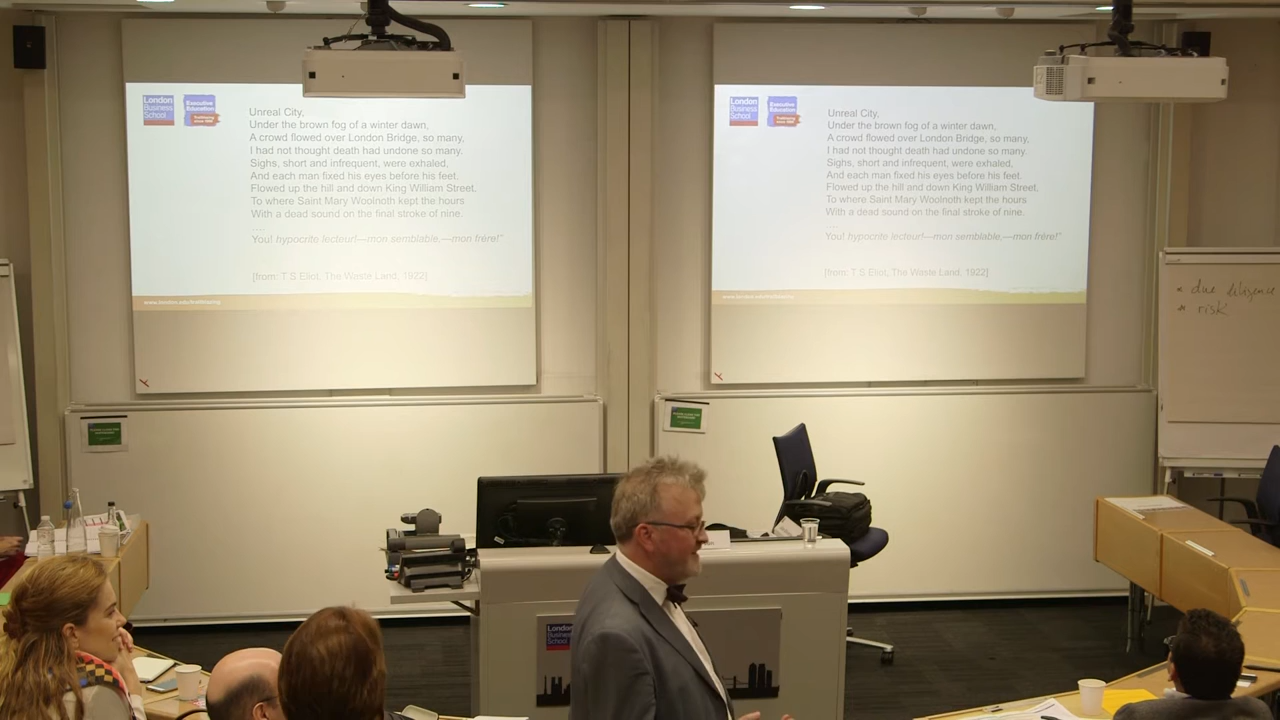 London
Business
School
Executive
Education
Unreal City,
Under the brown fog of a winter dawn,
A crowd flowed over London Bridge, so many,
I had not thought death had undone so many.
Sighs, short and infrequent, were exhaled,
And each man fixed his eyes before his feet.
Flowed up the hill and down King William Street,
To where Saint Mary Woolnoth kept the hours
With a dead sound on the final stroke of nine.
....
You! hypocrite lecteur!—mon semblable,—mon frère!"
[from: T S Eliot, The Waste Land, 1922]
London
Business
School
Executive
Education
Unreal City,
Under the brown fog of a winter dawn,
A crowd flowed over London Bridge, so many,
I had not thought death had undone so many.
Sighs, short and infrequent, were exhaled,
And each man fixed his eyes before his feet.
Flowed up the hill and down King William Street,
To where Saint Mary Woolnoth kept the hours
With a dead sound on the final stroke of nine.
....
You! hypocrite lecteur!—mon semblable,—mon frère!"
[from: T S Eliot, The Waste Land, 1922]
due diligence
risk
London
Business
School